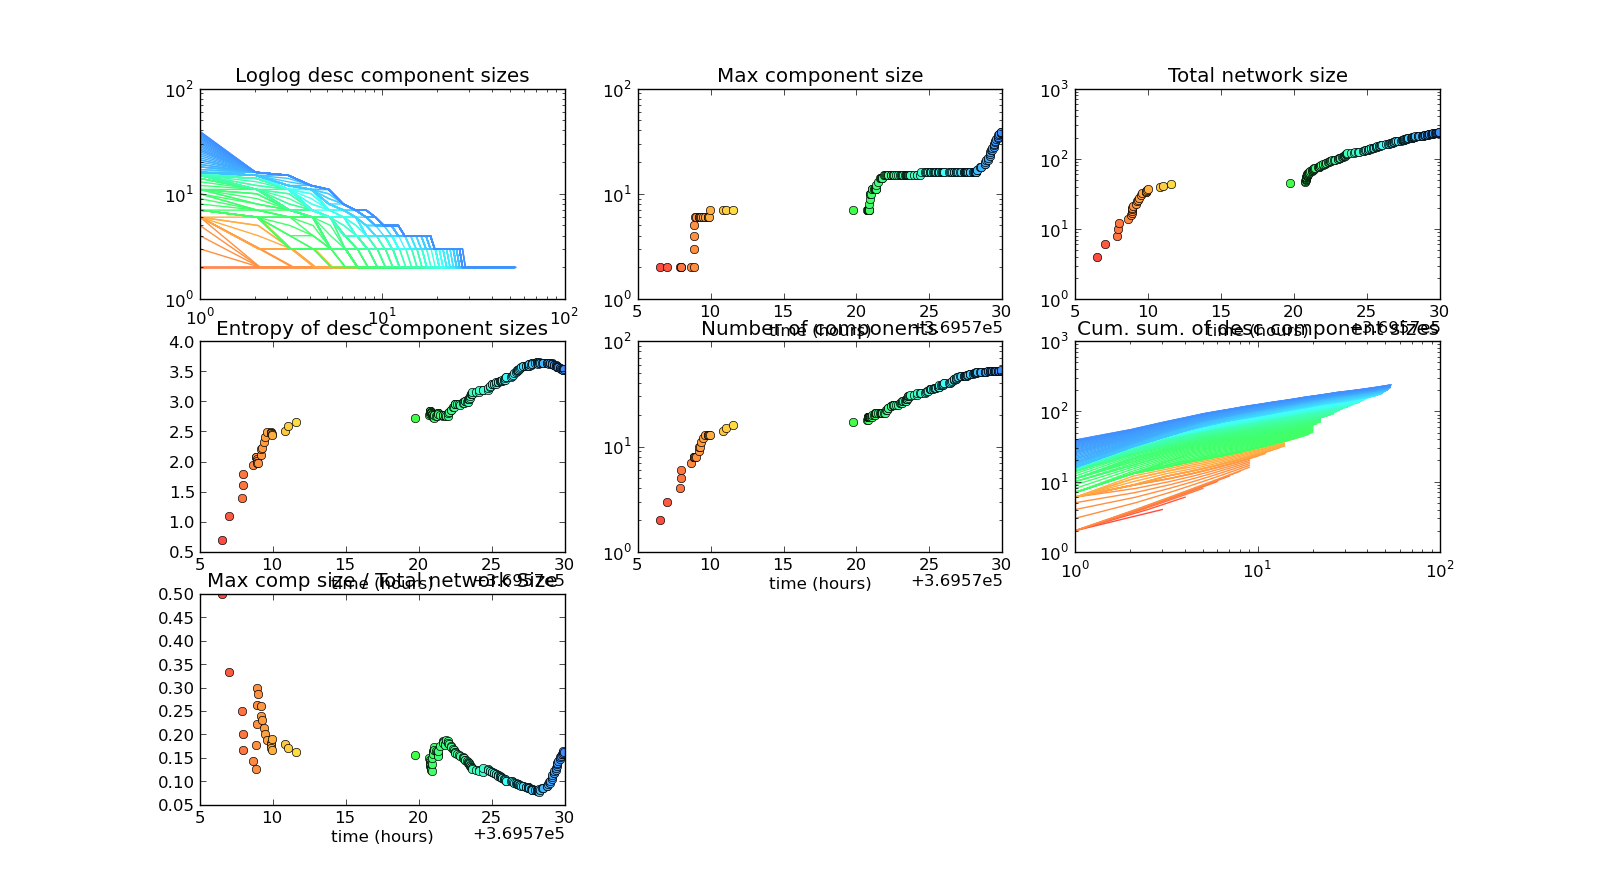 Loglog desc component sizes
10^2
10^1
10^0
10^0 10^1 10^2
Max component size
10^2
10^1
10^0
5 10 15 20 25 30
time (hours) +3.6957e5
Total network size
10^3
10^2
10^1
10^0
5 10 15 20 25 30
time (hours) +3.6957e5
Entropy of desc component sizes
4.0
3.5
3.0
2.5
2.0
1.5
1.0
0.5
5 10 15 20 25 30
time (hours) +3.6957e5
Number of components
10^2
10^1
10^0
5 10 15 20 25 30
time (hours) +3.6957e5
Cum. sum. of desc component sizes
10^3
10^2
10^1
10^0
10^0 10^1 10^2
Max comp size / Total network Size
0.50
0.45
0.40
0.35
0.30
0.25
0.20
0.15
0.10
0.05
5 10 15 20 25 30
time (hours) +3.6957e5